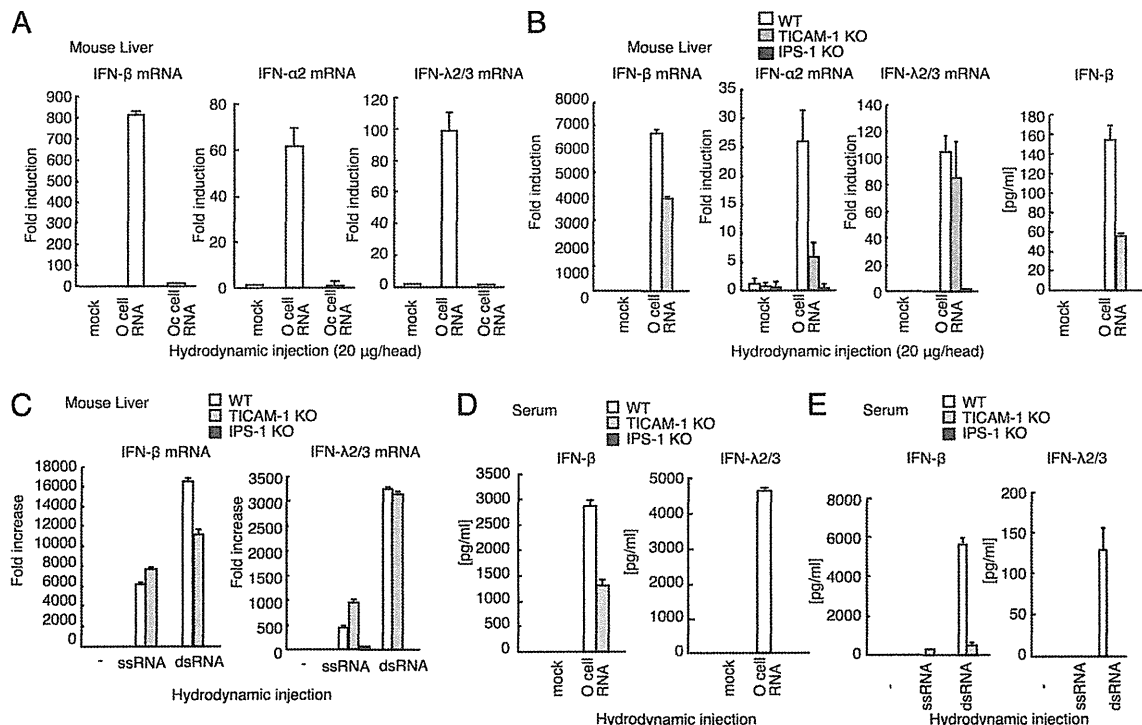 A
Mouse Liver
IFN-β mRNA
IFN-α2 mRNA
IFN-λ2/3 mRNA
Fold induction
900
800
700
600
500
400
300
200
100
0
Fold induction
80
60
40
20
0
Fold induction
120
100
80
60
40
20
0
mock
O cell RNA
Oc cell RNA
mock
O cell RNA
Oc cell RNA
mock
O cell RNA
Oc cell RNA
Hydrodynamic injection (20 µg/head)
B
Mouse Liver
WT
TICAM-1 KO
IPS-1 KO
IFN-β mRNA
IFN-α2 mRNA
IFN-λ2/3 mRNA
IFN-β
Fold induction
8000
7000
6000
5000
4000
3000
2000
1000
0
Fold induction
35
30
25
20
15
10
5
0
Fold induction
140
120
100
80
60
40
20
0
[pg/ml]
180
160
140
120
100
80
60
40
20
0
mock
O cell RNA
mock
O cell RNA
mock
O cell RNA
mock
O cell RNA
Hydrodynamic injection (20 µg/head)
C
Mouse Liver
WT
TICAM-1 KO
IPS-1 KO
IFN-β mRNA
IFN-λ2/3 mRNA
Fold increase
18000
16000
14000
12000
10000
8000
6000
4000
2000
0
Fold increase
3500
3000
2500
2000
1500
1000
500
0
-
ssRNA
dsRNA
-
ssRNA
dsRNA
Hydrodynamic injection
D
Serum
WT
TICAM-1 KO
IPS-1 KO
IFN-β
IFN-λ2/3
[pg/ml]
3500
3000
2500
2000
1500
1000
500
0
[pg/ml]
5000
4000
3000
2000
1000
0
mock
O cell RNA
mock
O cell RNA
Hydrodynamic injection
E
Serum
WT
TICAM-1 KO
IPS-1 KO
IFN-β
IFN-λ2/3
[pg/ml]
8000
6000
4000
2000
0
[pg/ml]
200
150
100
50
0
-
ssRNA
dsRNA
-
ssRNA
dsRNA
Hydrodynamic injection